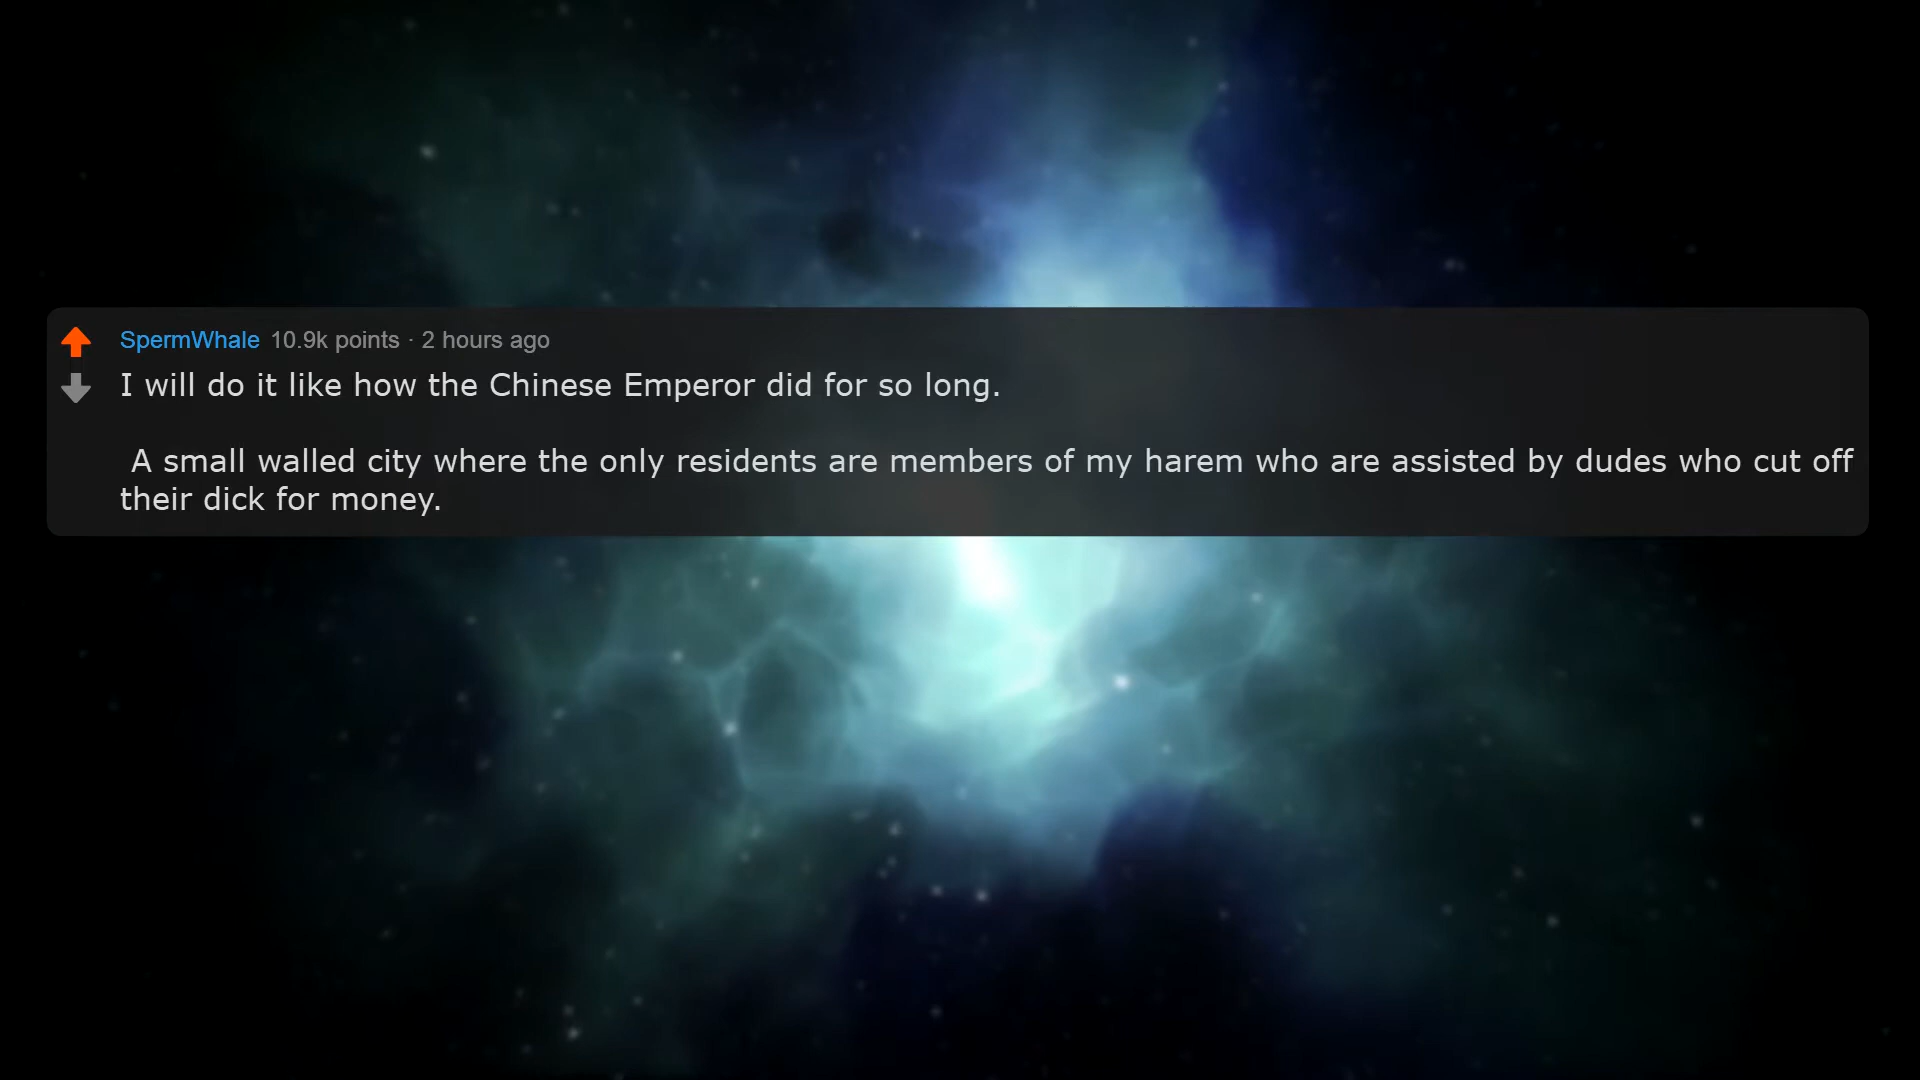 SpermWhale 10.9k points · 2 hours ago
I will do it like how the Chinese Emperor did for so long.
A small walled city where the only residents are members of my harem who are assisted by dudes who cut off
their dick for money.